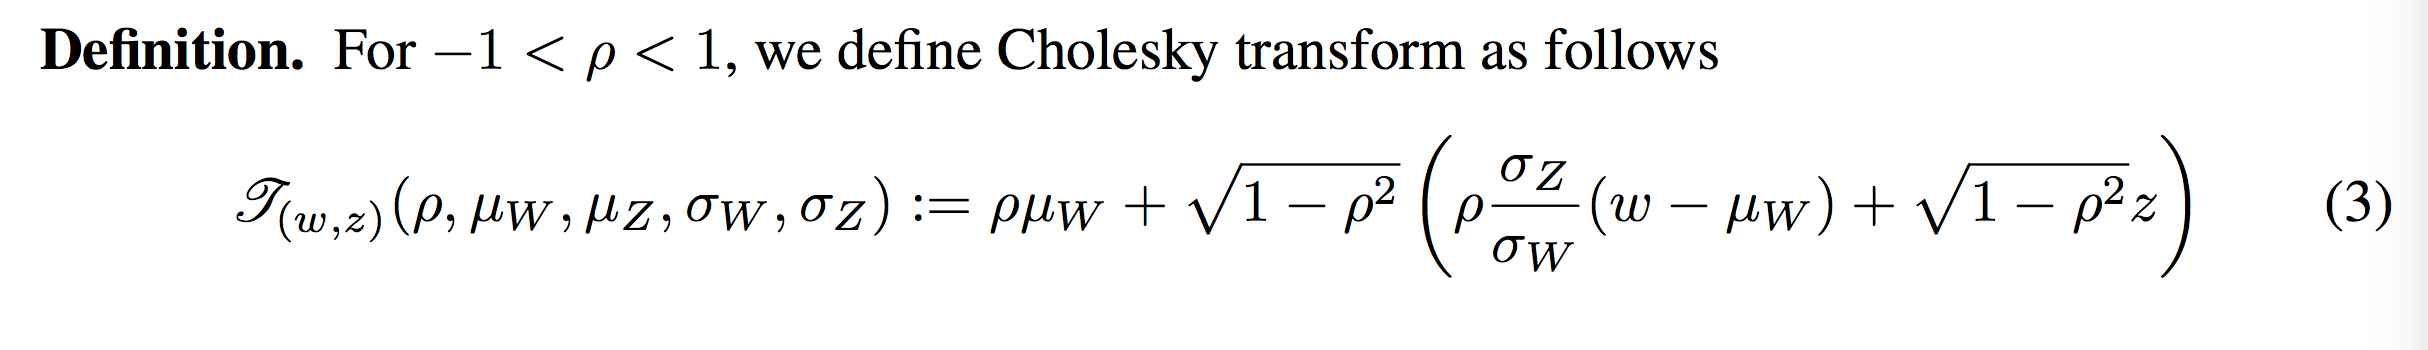 Definition. For −1 < ρ < 1, we define Cholesky transform as follows
𝒯_{(w,z)}(ρ, μ_W, μ_Z, σ_W, σ_Z) := ρμ_W + √(1 − ρ²) (ρ (σ_Z/σ_W)(w − μ_W) + √(1 − ρ²) z) (3)